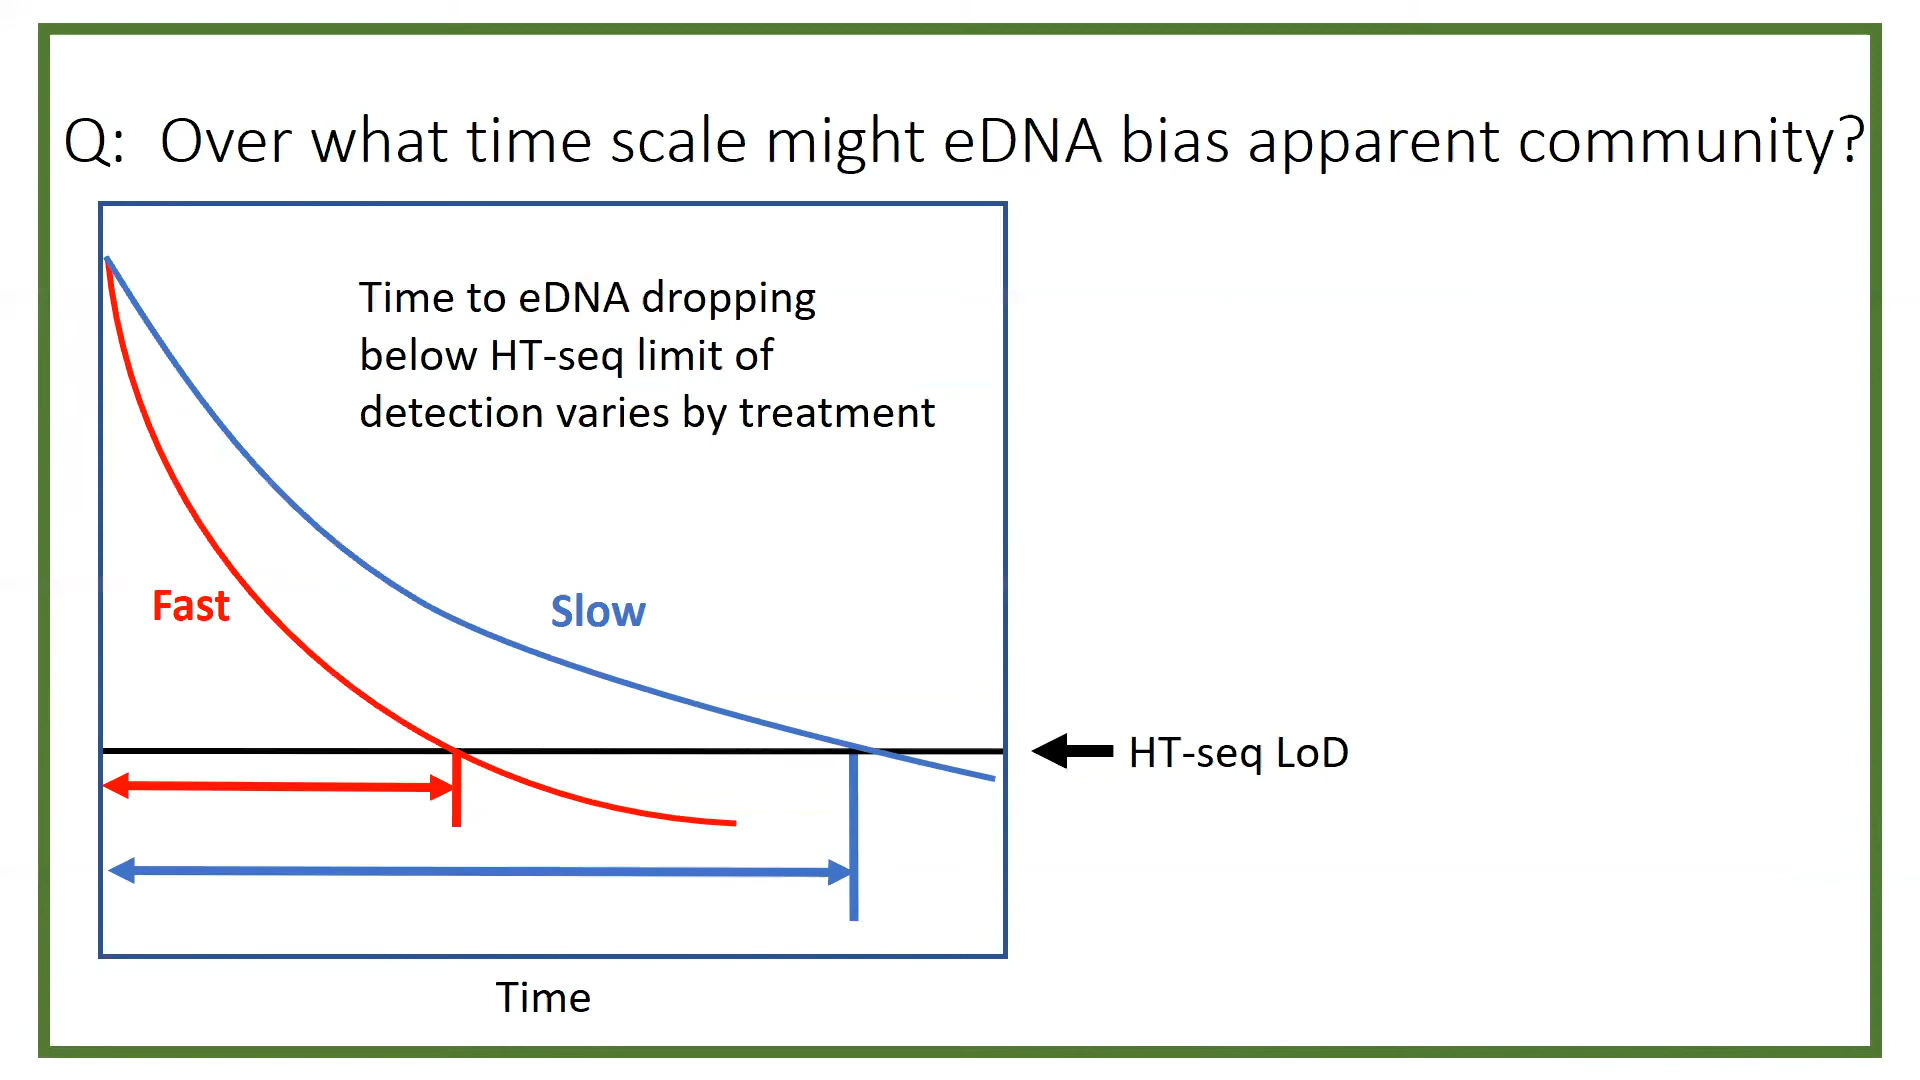 Q: Over what time scale might eDNA bias apparent community?
Time to eDNA dropping
below HT-seq limit of
detection varies by treatment
Fast
Slow
HT-seq LoD
Time